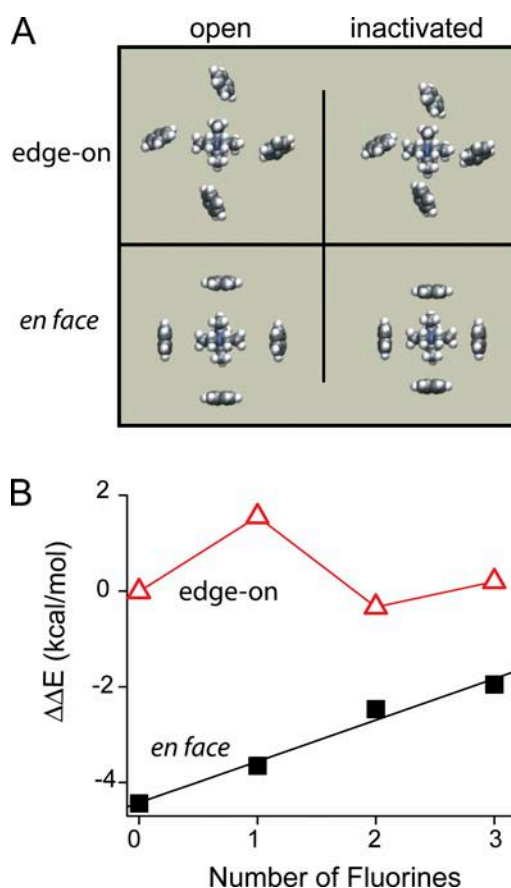 A
open inactivated
edge-on
en face
B
2
0
-2
-4
ΔΔE (kcal/mol)
edge-on
en face
0 1 2 3
Number of Fluorines